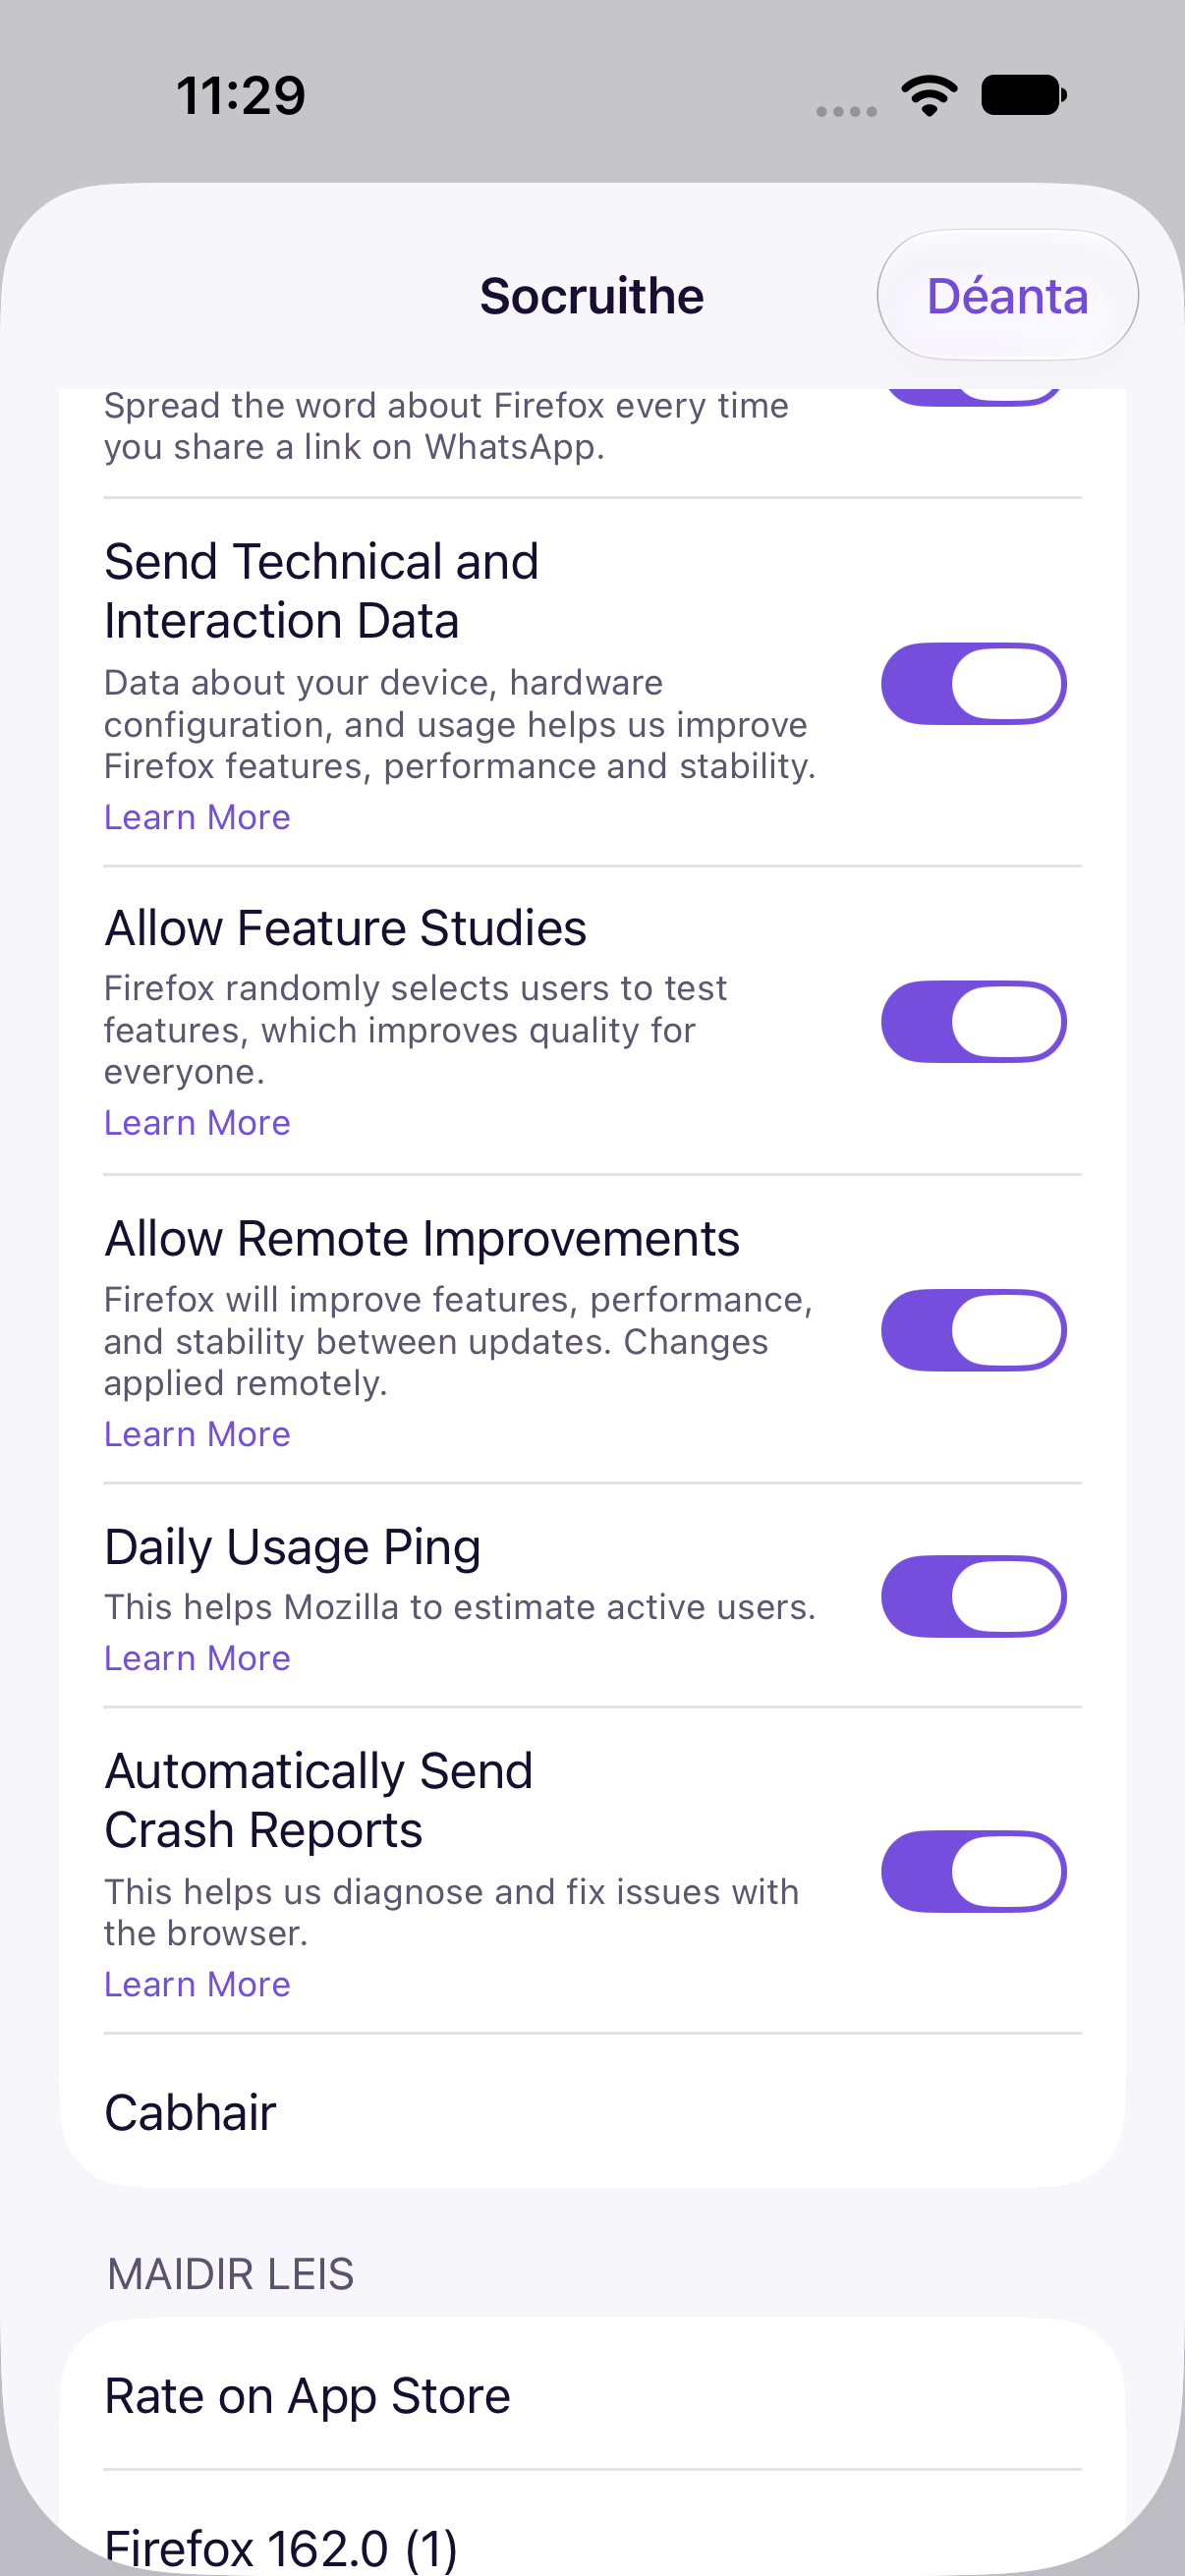 11:29
Socruithe
Déanta
Spread the word about Firefox every time
you share a link on WhatsApp.
Send Technical and
Interaction Data
Data about your device, hardware
configuration, and usage helps us improve
Firefox features, performance and stability.
Learn More
Allow Feature Studies
Firefox randomly selects users to test
features, which improves quality for
everyone.
Learn More
Allow Remote Improvements
Firefox will improve features, performance,
and stability between updates. Changes
applied remotely.
Learn More
Daily Usage Ping
This helps Mozilla to estimate active users.
Learn More
Automatically Send
Crash Reports
This helps us diagnose and fix issues with
the browser.
Learn More
Cabhair
MAIDIR LEIS
Rate on App Store
Firefox 162.0 (1)